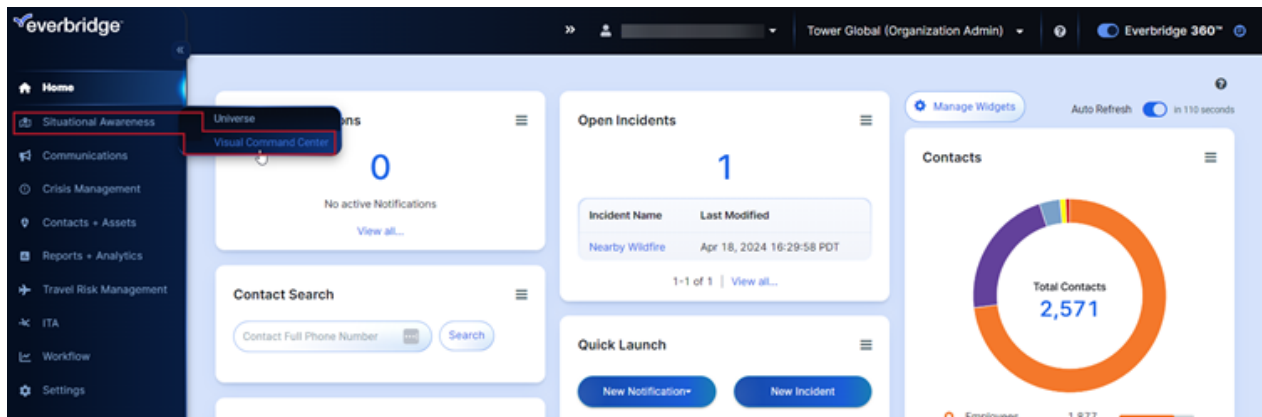 everbridge
Tower Global (Organization Admin)
Everbridge 360™
Home
Situational Awareness
Communications
Crisis Management
Contacts + Assets
Reports + Analytics
Travel Risk Management
ITA
Workflow
Settings
Universe
Visual Command Center
ons
0
No active Notifications
View all...
Contact Search
Contact Full Phone Number
Search
Open Incidents
1
Incident Name Last Modified
Nearby Wildfire Apr 18, 2024 16:29:58 PDT
1-1 of 1 | View all...
Quick Launch
New Notification
New Incident
Manage Widgets
Auto Refresh in 110 seconds
Contacts
Total Contacts
2,571
Employees 1,877